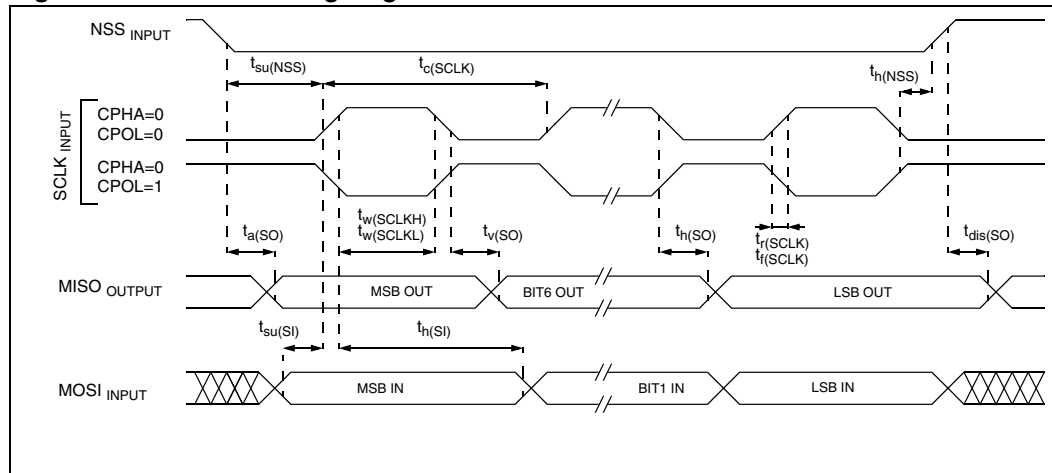 NSS INPUT
tsu(NSS)
tc(SCLK)
th(NSS)
SCLK INPUT
CPHA=0
CPOL=0
CPHA=0
CPOL=1
ta(SO)
tw(SCLKH)
tw(SCLKL)
tv(SO)
th(SO)
tr(SCLK)
tf(SCLK)
tdis(SO)
MISO OUTPUT
MSB OUT
BIT6 OUT
LSB OUT
tsu(SI)
th(SI)
MOSI INPUT
MSB IN
BIT1 IN
LSB IN